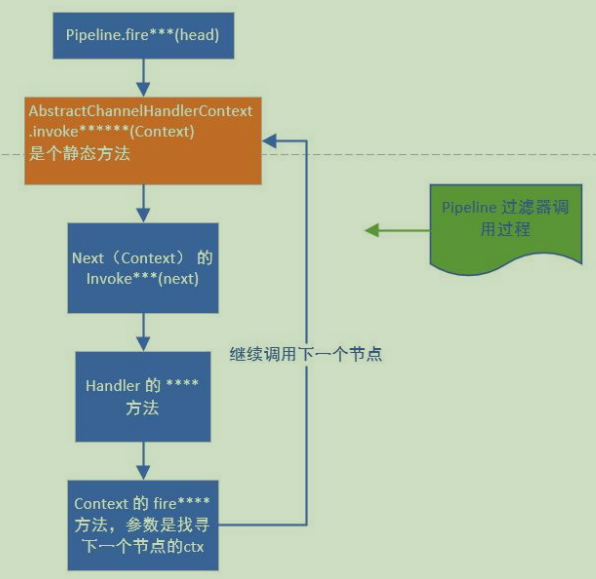 Pipeline.fire***(head)
AbstractChannelHandlerContext
.invoke******(Context)
是个静态方法
Pipeline 过滤器调
用过程
Next（Context） 的
Invoke***(next)
继续调用下一个节点
Handler 的 ****
方法
Context 的 fire****
方法，参数是找寻
下一个节点的ctx